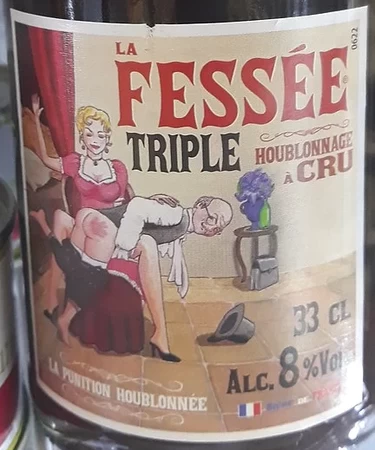 LA
FESSÉE®
TRIPLE
HOUBLONNAGE
à CRU
0622
33 CL
ALC. 8 %VOL
LA PUNITION HOUBLONNÉE